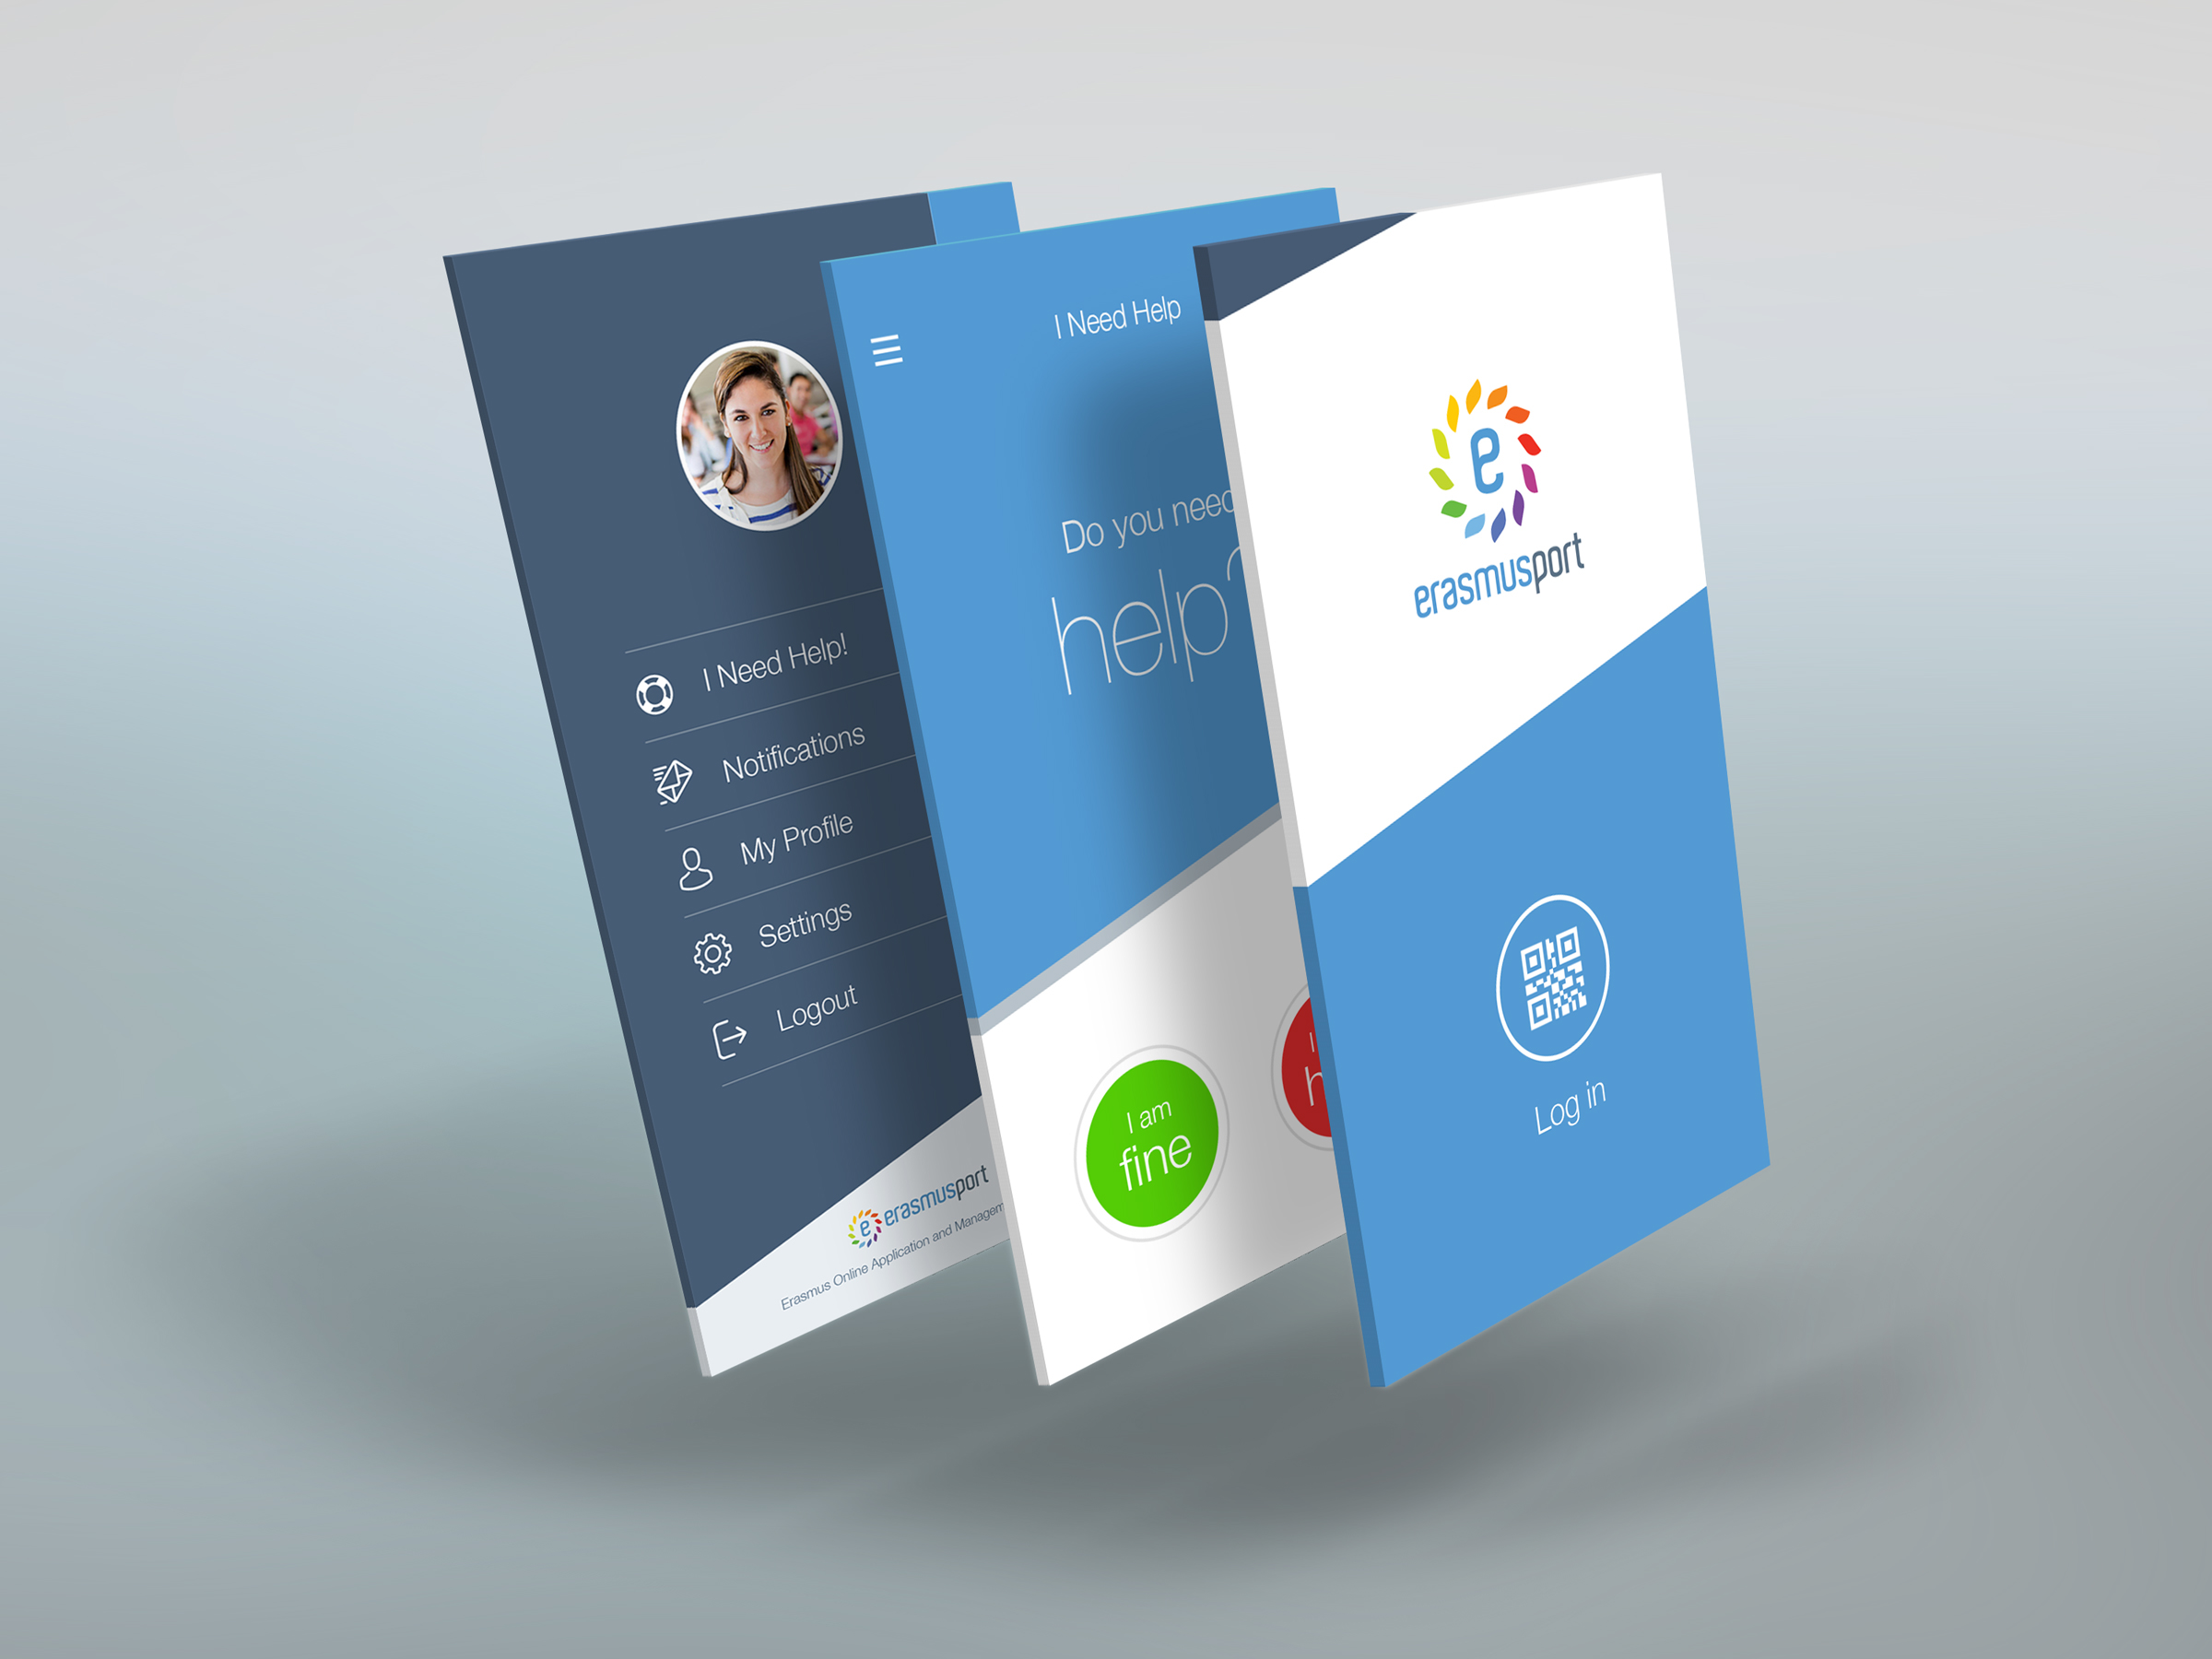 I Need Help!
Notifications
My Profile
Settings
Logout
erasmusport
Erasmus Online Application and
I Need Help
Do you need
help?
I am
fine
I
h
e
erasmusport
Log in